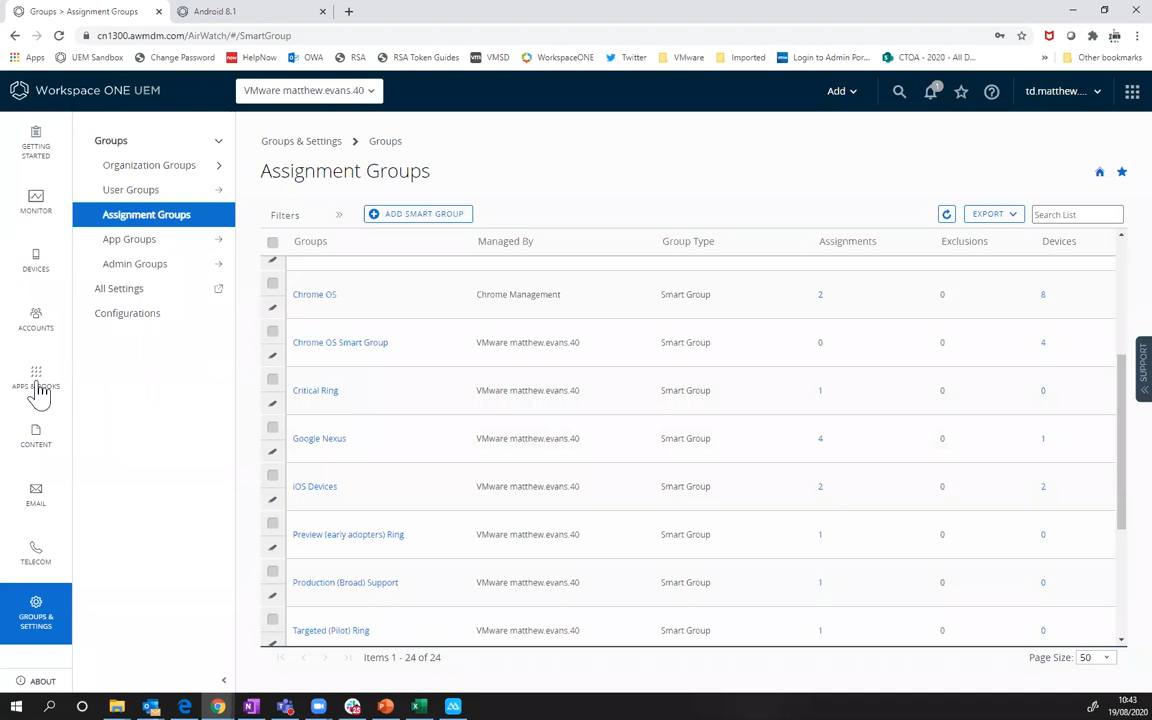 Groups > Assignment Groups
Android 8.1
cn1300.awmdm.com/AirWatch/#/SmartGroup
Apps UEM Sandbox Change Password HelpNow OWA RSA RSA Token Guides VMSD WorkspaceONE Twitter VMware Imported Login to Admin Por... CTOA - 2020 - All D... » Other bookmarks
Workspace ONE UEM
VMware matthew.evans.40
Add
1
td.matthew....
GETTING STARTED
MONITOR
DEVICES
ACCOUNTS
APPS & BOOKS
CONTENT
EMAIL
TELECOM
GROUPS & SETTINGS
ABOUT
Groups
Organization Groups
User Groups
Assignment Groups
App Groups
Admin Groups
All Settings
Configurations
Groups & Settings > Groups
Assignment Groups
Filters » ADD SMART GROUP EXPORT Search List
Groups Managed By Group Type Assignments Exclusions Devices
Chrome OS Chrome Management Smart Group 2 0 8
Chrome OS Smart Group VMware matthew.evans.40 Smart Group 0 0 4
Critical Ring VMware matthew.evans.40 Smart Group 1 0 0
Google Nexus VMware matthew.evans.40 Smart Group 4 0 1
iOS Devices VMware matthew.evans.40 Smart Group 2 0 2
Preview (early adopters) Ring VMware matthew.evans.40 Smart Group 1 0 0
Production (Broad) Support VMware matthew.evans.40 Smart Group 1 0 0
Targeted (Pilot) Ring VMware matthew.evans.40 Smart Group 1 0 0
Items 1 - 24 of 24
Page Size: 50
SUPPORT
10:43
19/08/2020